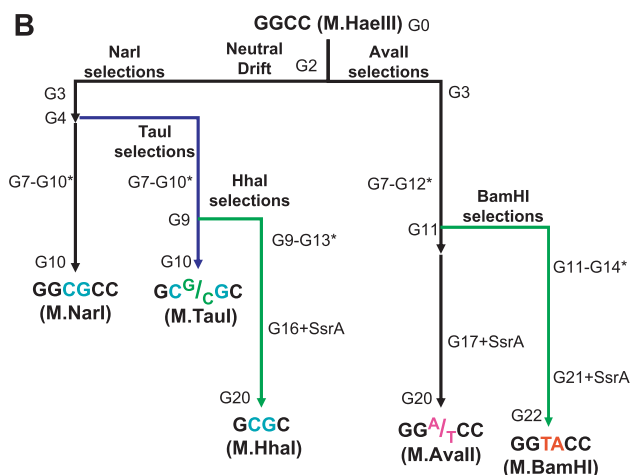 B
GGCC (M.HaeIII) G0
NarI
selections
Neutral
Drift
G2
AvaII
selections
G3
G3
G4
TauI
selections
G7-G10*
G7-G10*
HhaI
selections
G7-G12*
BamHI
selections
G9
G11
G9-G13*
G11-G14*
G10
G10
GGCGCC
(M.NarI)
GCG/CGC
(M.TauI)
G16+SsrA
G17+SsrA
G21+SsrA
G20
G20
G22
GCGC
(M.HhaI)
GGA/TCC
(M.AvaII)
GGTACC
(M.BamHI)